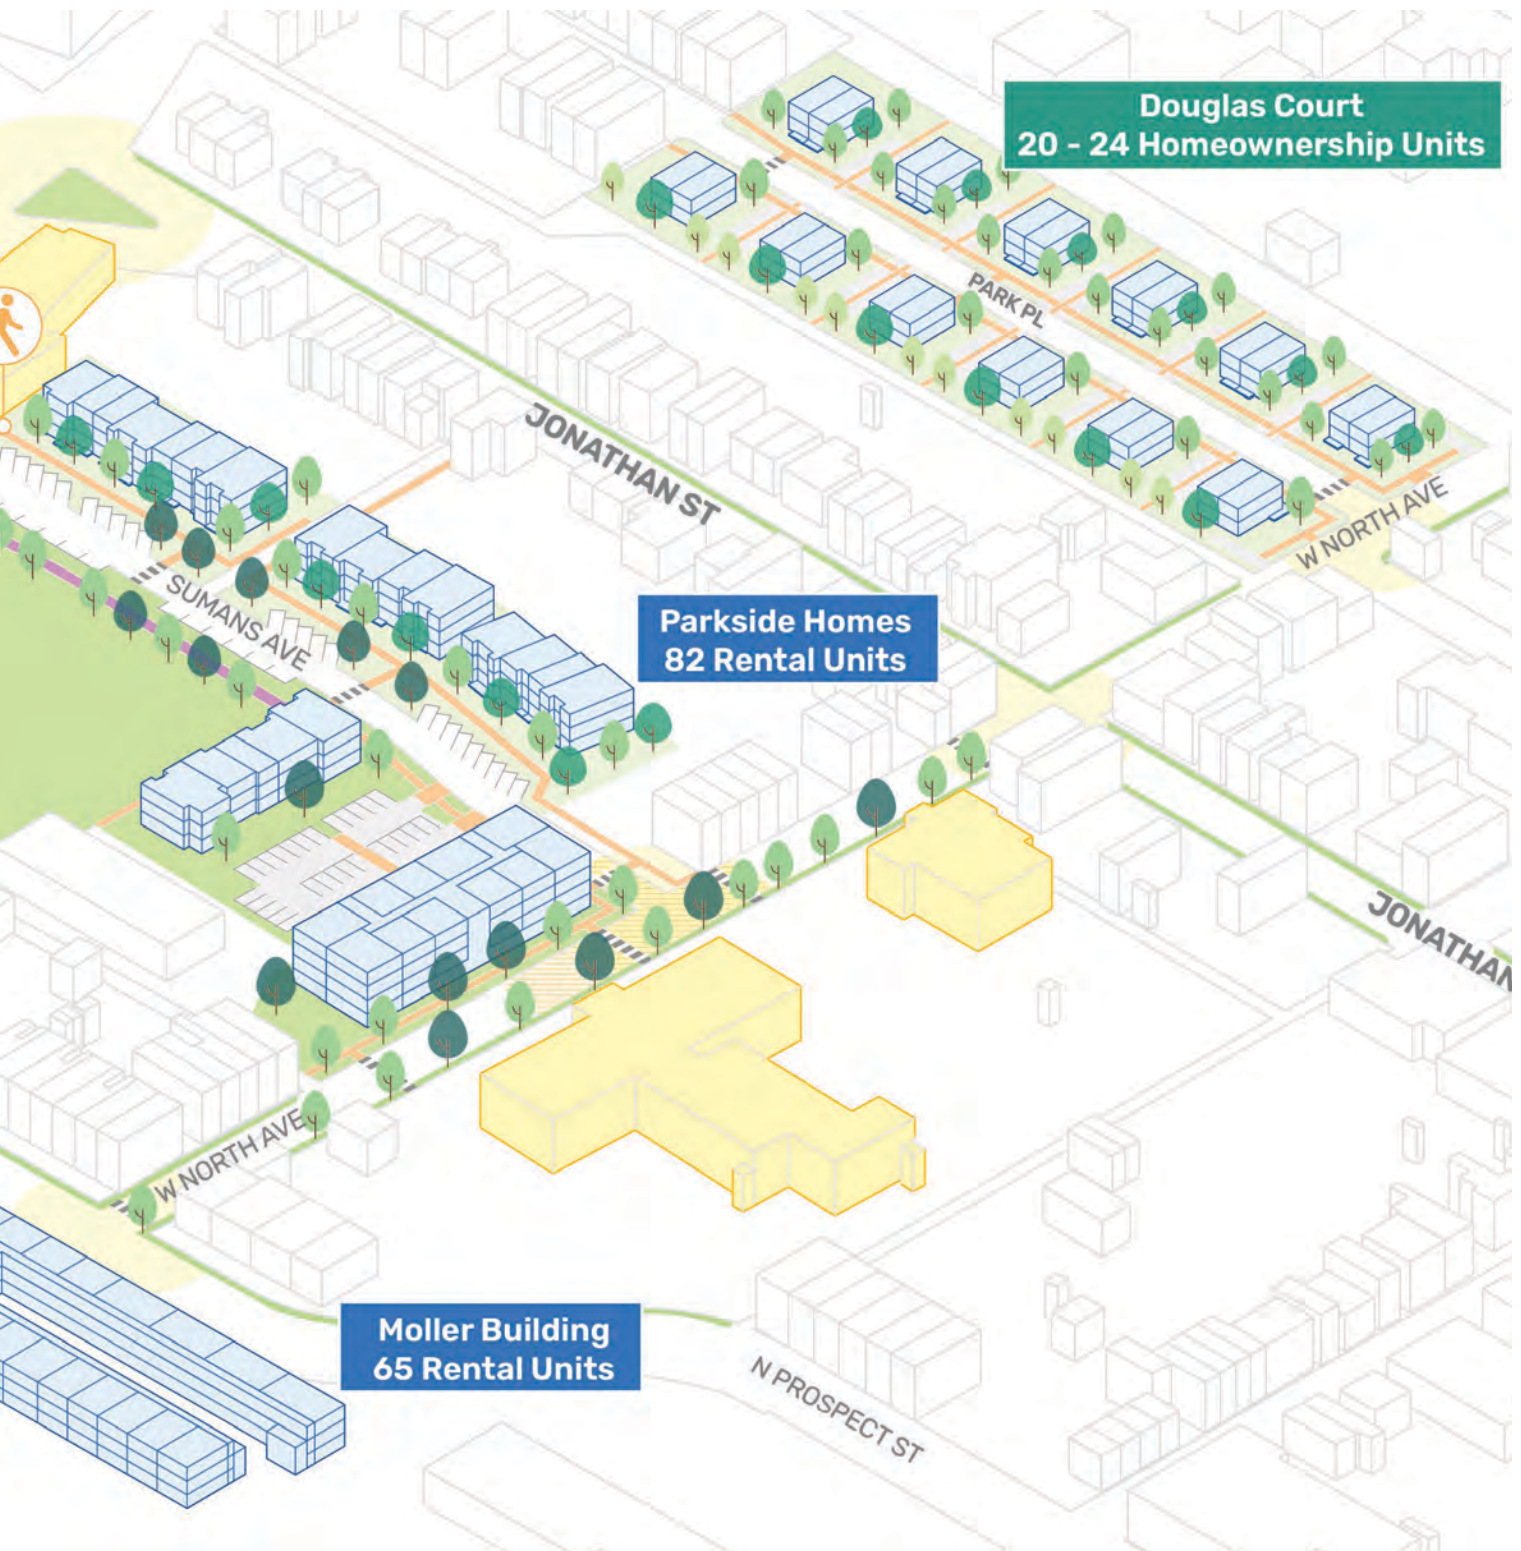 Douglas Court
20 - 24 Homeownership Units
PARK PL
JONATHAN ST
W NORTH AVE
SUMANS AVE
Parkside Homes
82 Rental Units
JONATHAN
W NORTH AVE
Moller Building
65 Rental Units
N PROSPECT ST